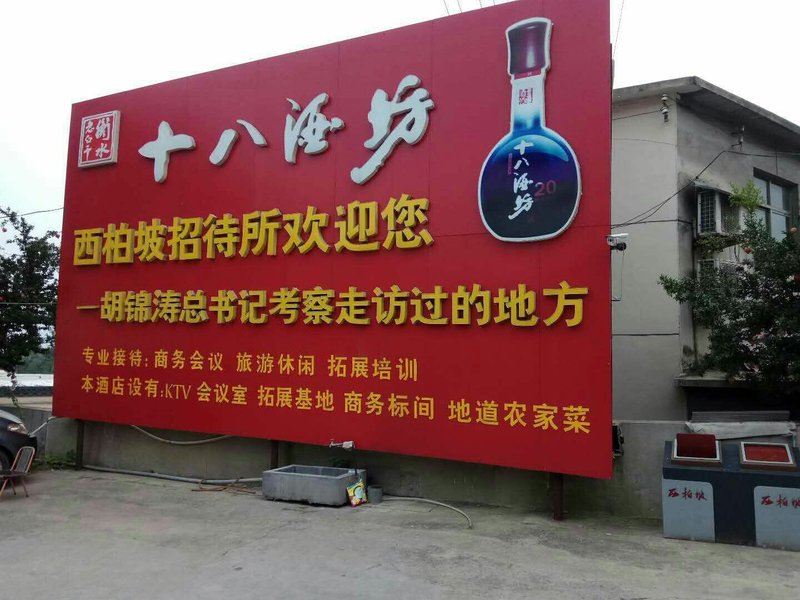 衡水
老白干
十八酒坊
十八酒坊
20
西柏坡招待所欢迎您
—胡锦涛总书记考察走访过的地方
专业接待:商务会议 旅游休闲 拓展培训
本酒店设有:KTV 会议室 拓展基地 商务标间 地道农家菜
西柏坡
西柏坡